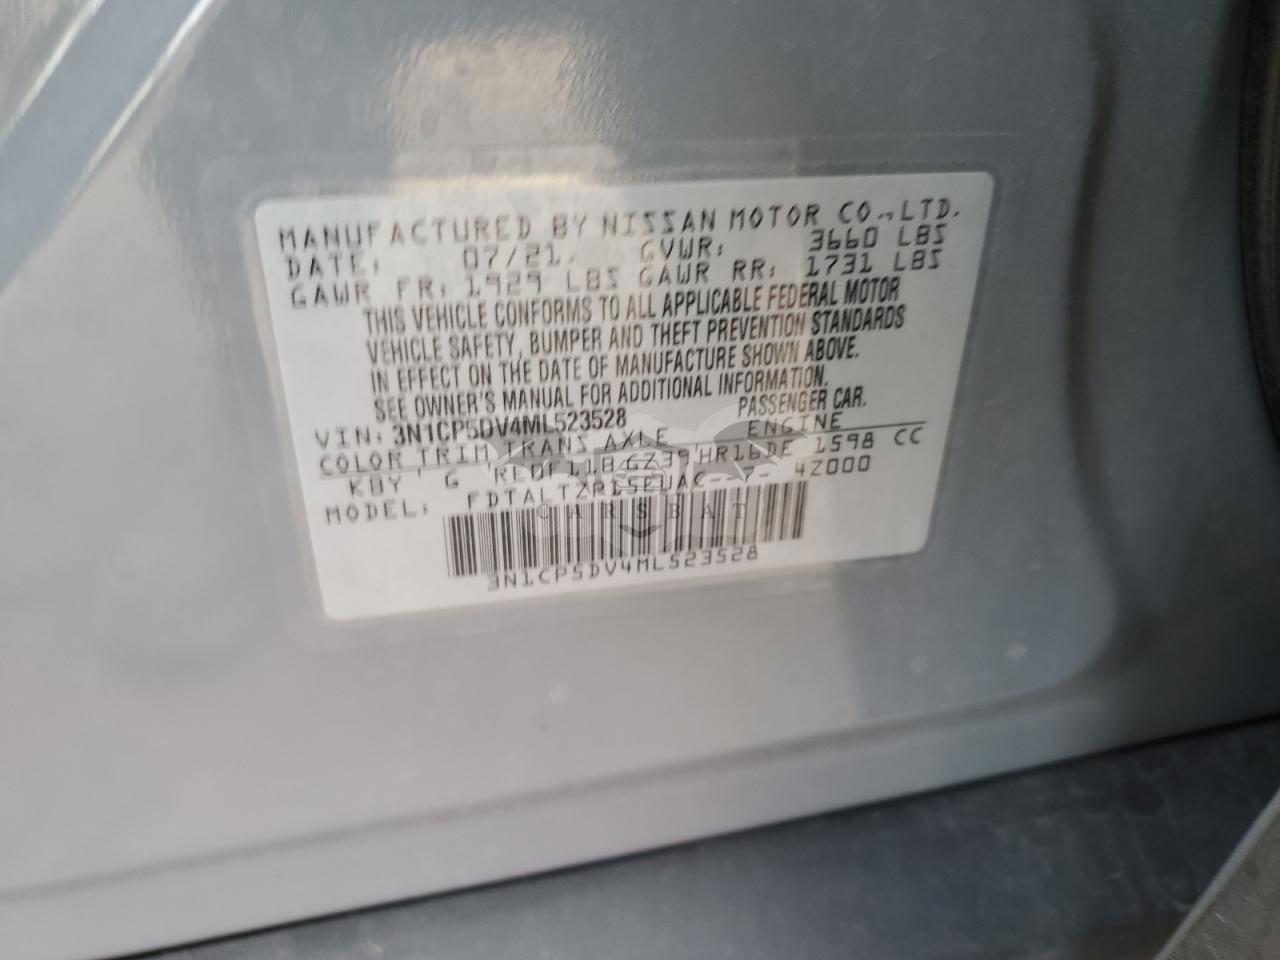 MANUFACTURED BY NISSAN MOTOR CO.,LTD.
DATE: 07/21. GVWR: 3660 LBS
GAWR FR: 1929 LBS GAWR RR: 1731 LBS
THIS VEHICLE CONFORMS TO ALL APPLICABLE FEDERAL MOTOR
VEHICLE SAFETY, BUMPER AND THEFT PREVENTION STANDARDS
IN EFFECT ON THE DATE OF MANUFACTURE SHOWN ABOVE.
SEE OWNER'S MANUAL FOR ADDITIONAL INFORMATION.
VIN: 3N1CP5DV4ML523528 PASSENGER CAR.
COLOR TRIM TRANS AXLE ENGINE
KBY G HR16DE 1598 CC
MODEL: 4Z000
CARSBAT
3N1CP5DV4ML523528